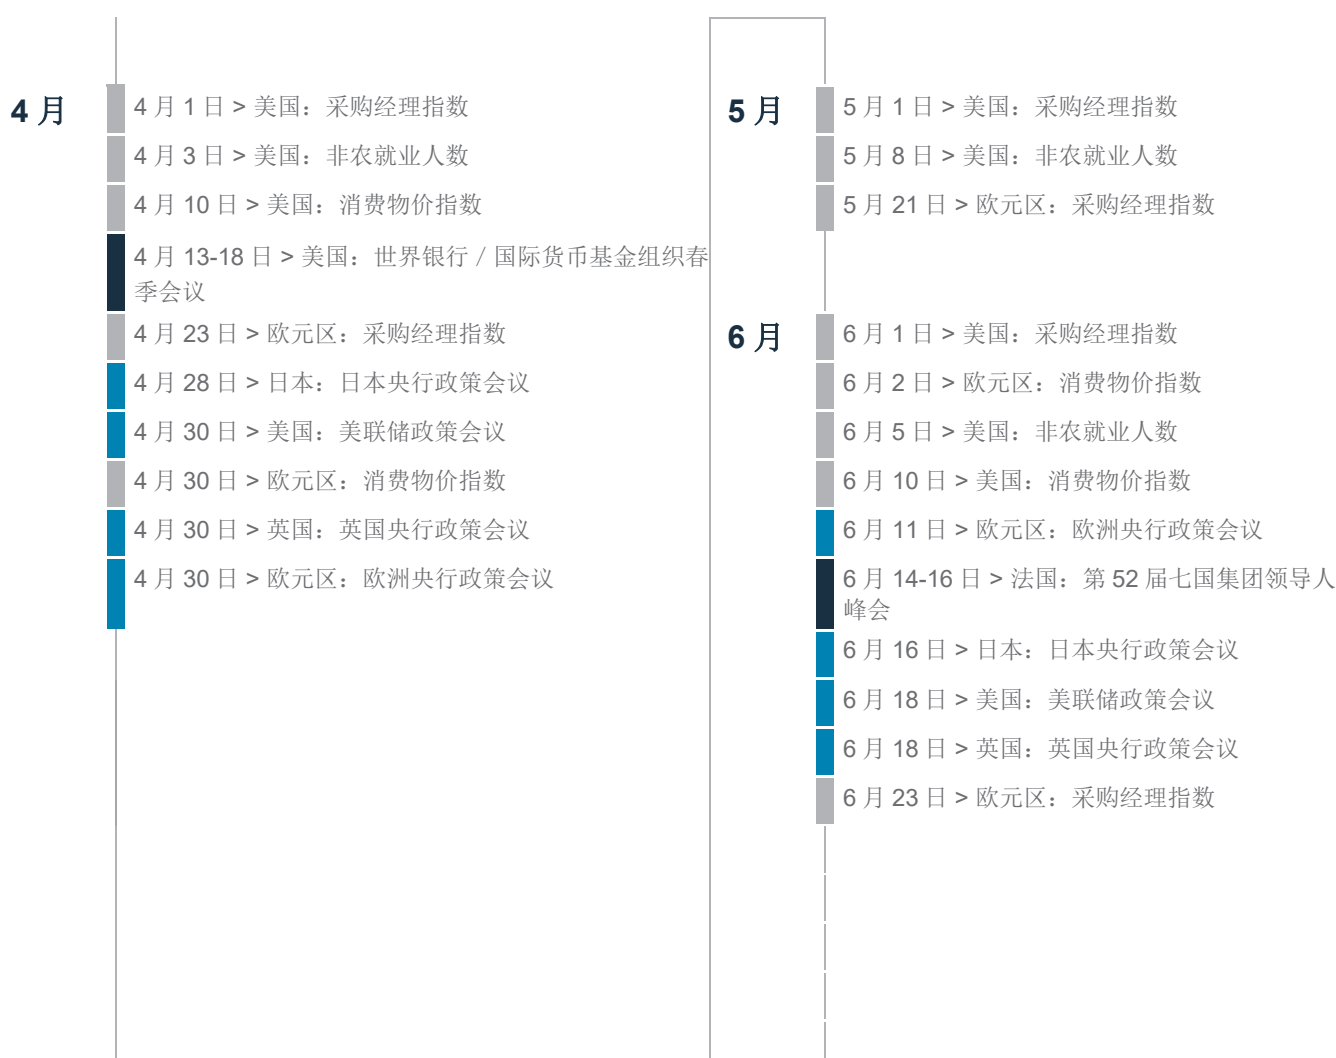 4 月
4 月 1 日 > 美国：采购经理指数
4 月 3 日 > 美国：非农就业人数
4 月 10 日 > 美国：消费物价指数
4 月 13-18 日 > 美国：世界银行 / 国际货币基金组织春
季会议
4 月 23 日 > 欧元区：采购经理指数
4 月 28 日 > 日本：日本央行政策会议
4 月 30 日 > 美国：美联储政策会议
4 月 30 日 > 欧元区：消费物价指数
4 月 30 日 > 英国：英国央行政策会议
4 月 30 日 > 欧元区：欧洲央行政策会议
5 月
5 月 1 日 > 美国：采购经理指数
5 月 8 日 > 美国：非农就业人数
5 月 21 日 > 欧元区：采购经理指数
6 月
6 月 1 日 > 美国：采购经理指数
6 月 2 日 > 欧元区：消费物价指数
6 月 5 日 > 美国：非农就业人数
6 月 10 日 > 美国：消费物价指数
6 月 11 日 > 欧元区：欧洲央行政策会议
6 月 14-16 日 > 法国：第 52 届七国集团领导人
峰会
6 月 16 日 > 日本：日本央行政策会议
6 月 18 日 > 美国：美联储政策会议
6 月 18 日 > 英国：英国央行政策会议
6 月 23 日 > 欧元区：采购经理指数